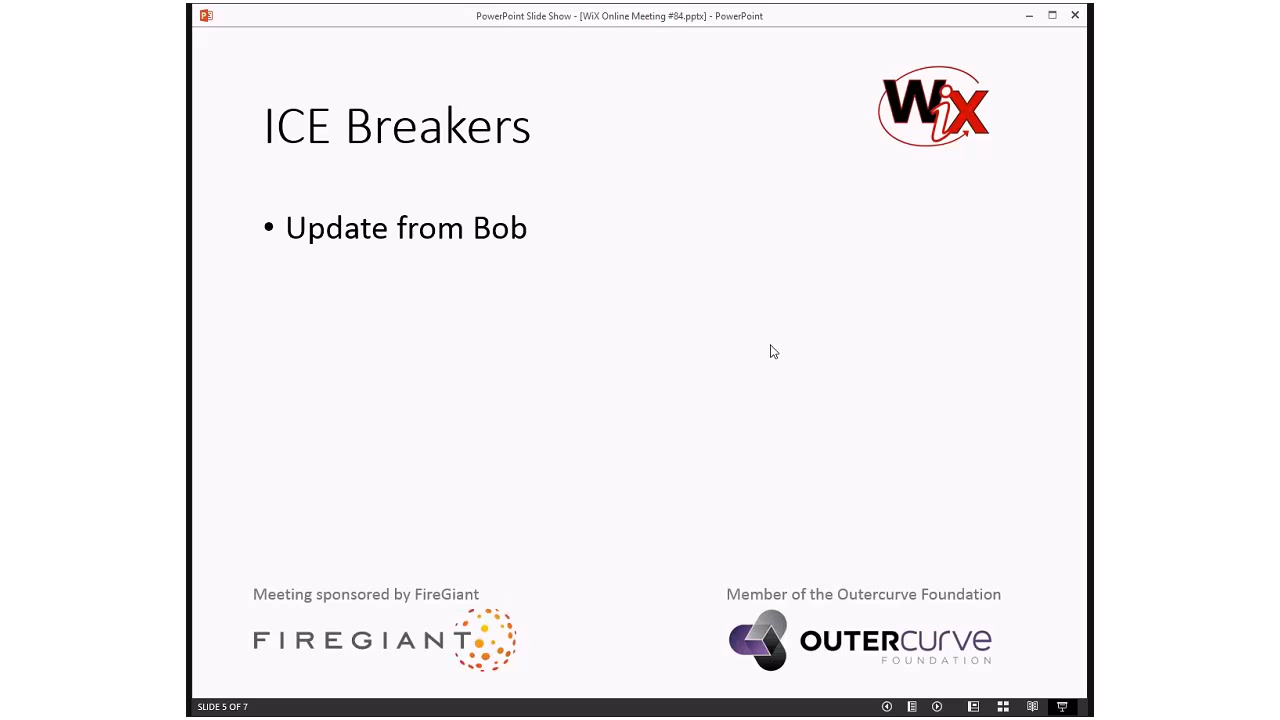 PowerPoint Slide Show - [WiX Online Meeting #84.pptx] - PowerPoint
WiX
ICE Breakers
• Update from Bob
Meeting sponsored by FireGiant
FIREGIANT
Member of the Outercurve Foundation
OUTERCURVE
FOUNDATION
SLIDE 5 OF 7